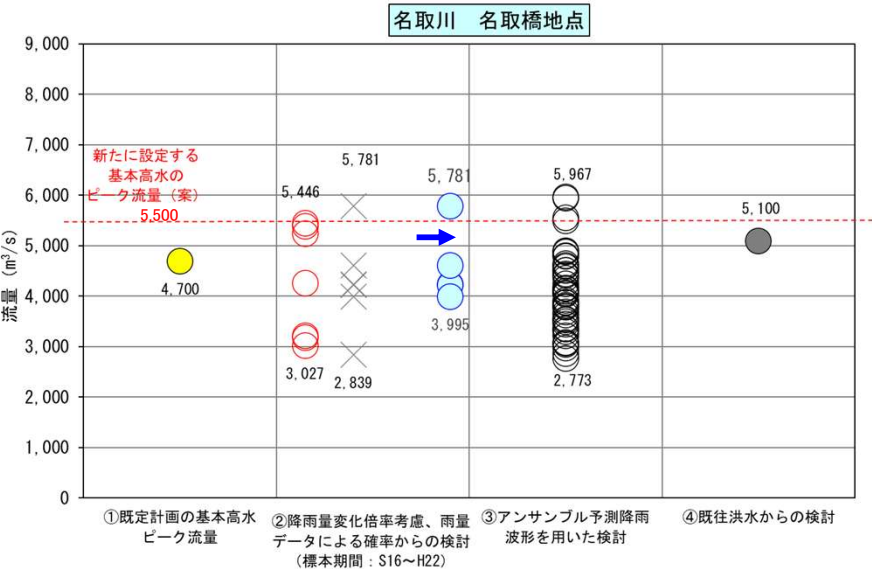 名取川　名取橋地点
9,000
8,000
7,000
6,000
5,000
4,000
3,000
2,000
1,000
0
流量（m³/s）
新たに設定する
基本高水の
ピーク流量（案）
5,500
4,700
5,446
3,027
5,781
2,839
5,781
3,995
5,967
2,773
5,100
①既定計画の基本高水
ピーク流量
②降雨量変化倍率考慮、雨量
データによる確率からの検討
（標本期間：S16～H22）
③アンサンブル予測降雨
波形を用いた検討
④既往洪水からの検討